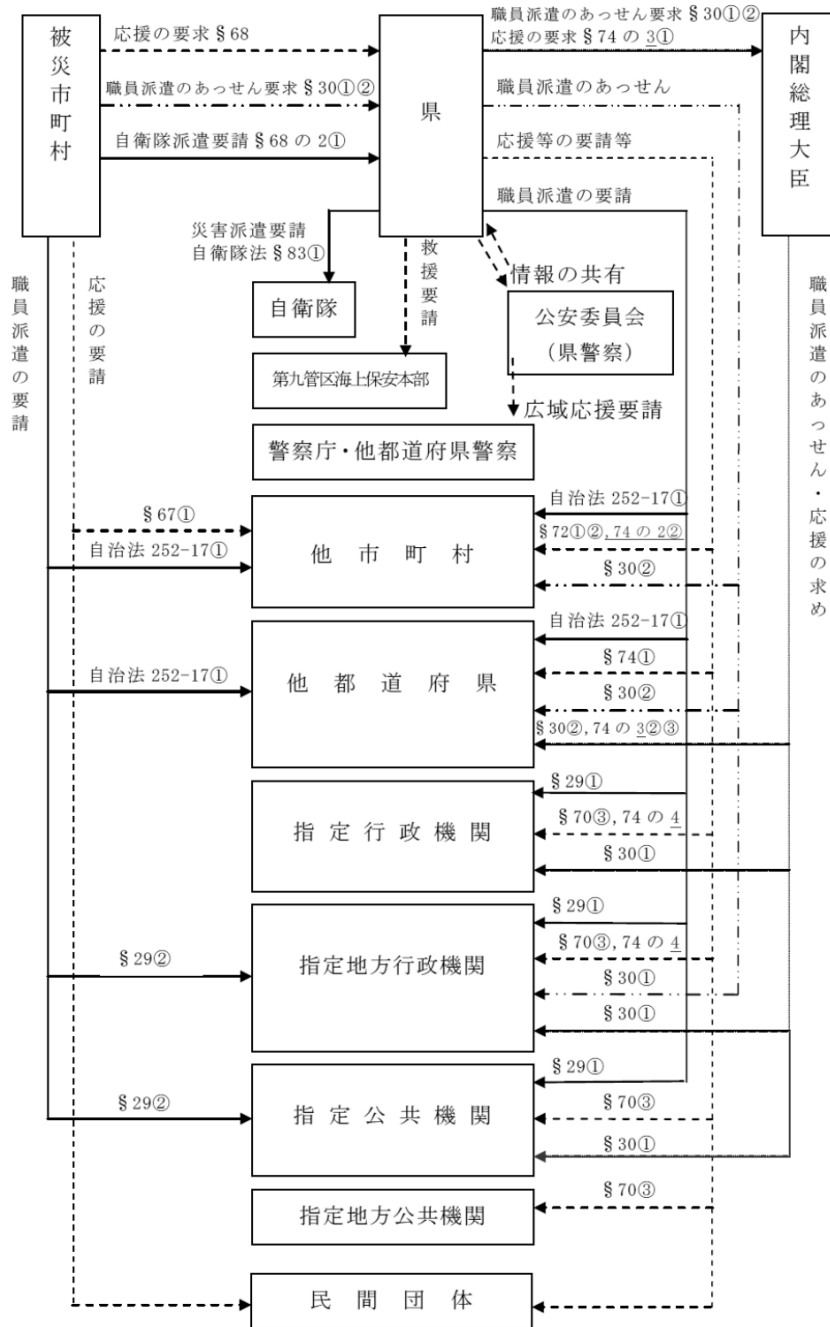 被災市町村
応援の要求§68
職員派遣のあっせん要求 §30①②
自衛隊派遣要請§68の2①
県
職員派遣のあっせん要求§30①②
応援の要求§74の3①
内閣総理大臣
職員派遣のあっせん
応援等の要請等
職員派遣の要請
災害派遣要請
自衛隊法§83①
救援要請
情報の共有
職員派遣の要請
応援の要請
職員派遣のあっせん・応援の求め
自衛隊
公安委員会
(県警察)
第九管区海上保安本部
広域応援要請
警察庁・他都道府県警察
§67①
自治法252-17①
他市町村
自治法252-17①
§72①②,74の2②
§30②
自治法252-17①
他都道府県
自治法252-17①
§74①
§30②
§30②,74の3②③
指定行政機関
§29①
§70③,74の4
§30①
§29②
指定地方行政機関
§29①
§70③,74の4
§30①
§30①
§29②
指定公共機関
§29①
§70③
§30①
指定地方公共機関
§70③
民間団体